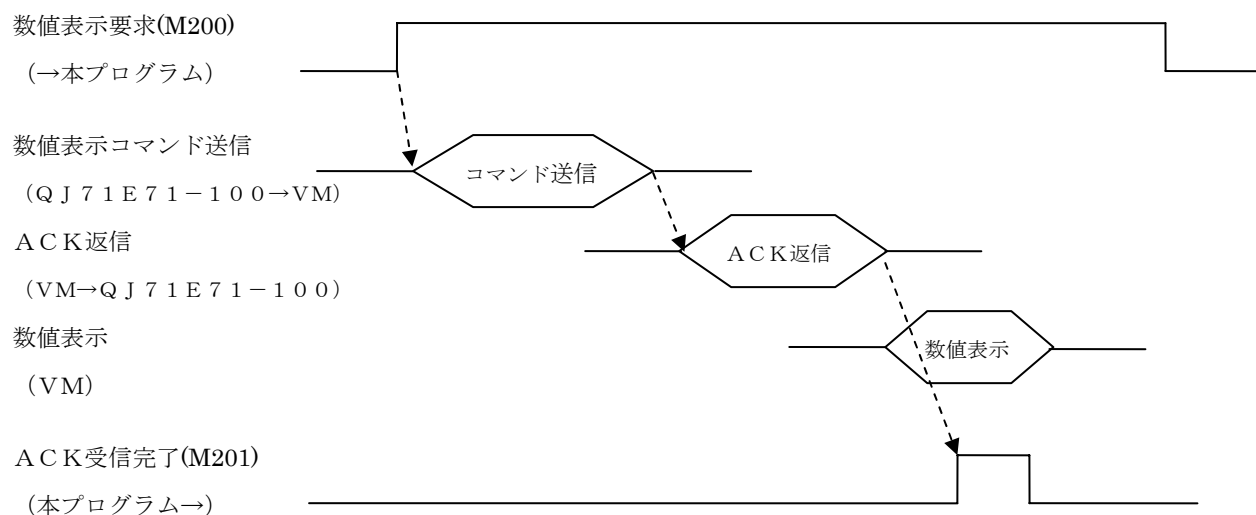 数値表示要求(M200)
(→本プログラム)
数値表示コマンド送信
コマンド送信
(QJ71E71-100→VM)
ACK返信
ACK返信
(VM→QJ71E71-100)
数値表示
数値表示
(VM)
ACK受信完了(M201)
(本プログラム→)